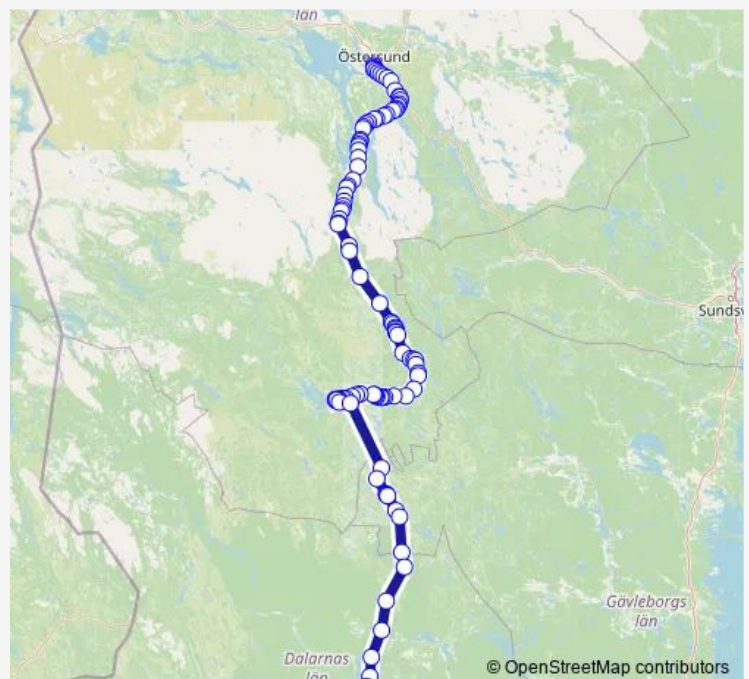 län
Östersund
Sundsv
Gävleborgs
län
Dalarnas
län
© OpenStreetMap contributors